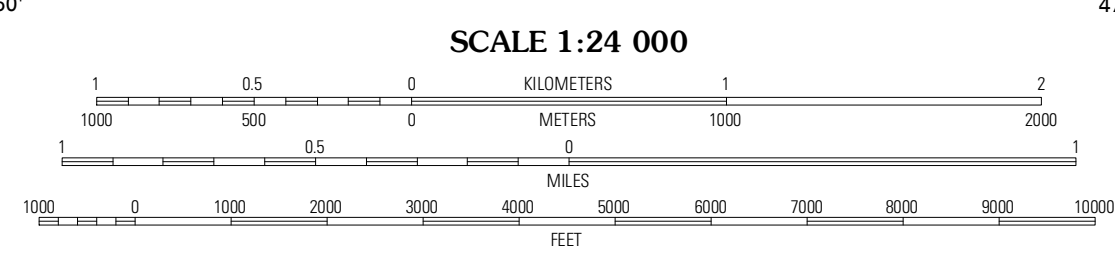 SCALE 1:24 000
1 0.5 0 KILOMETERS 1 2
1000 500 0 METERS 1000 2000
1 0.5 0 1
MILES
1000 0 1000 2000 3000 4000 5000 6000 7000 8000 9000 10000
FEET